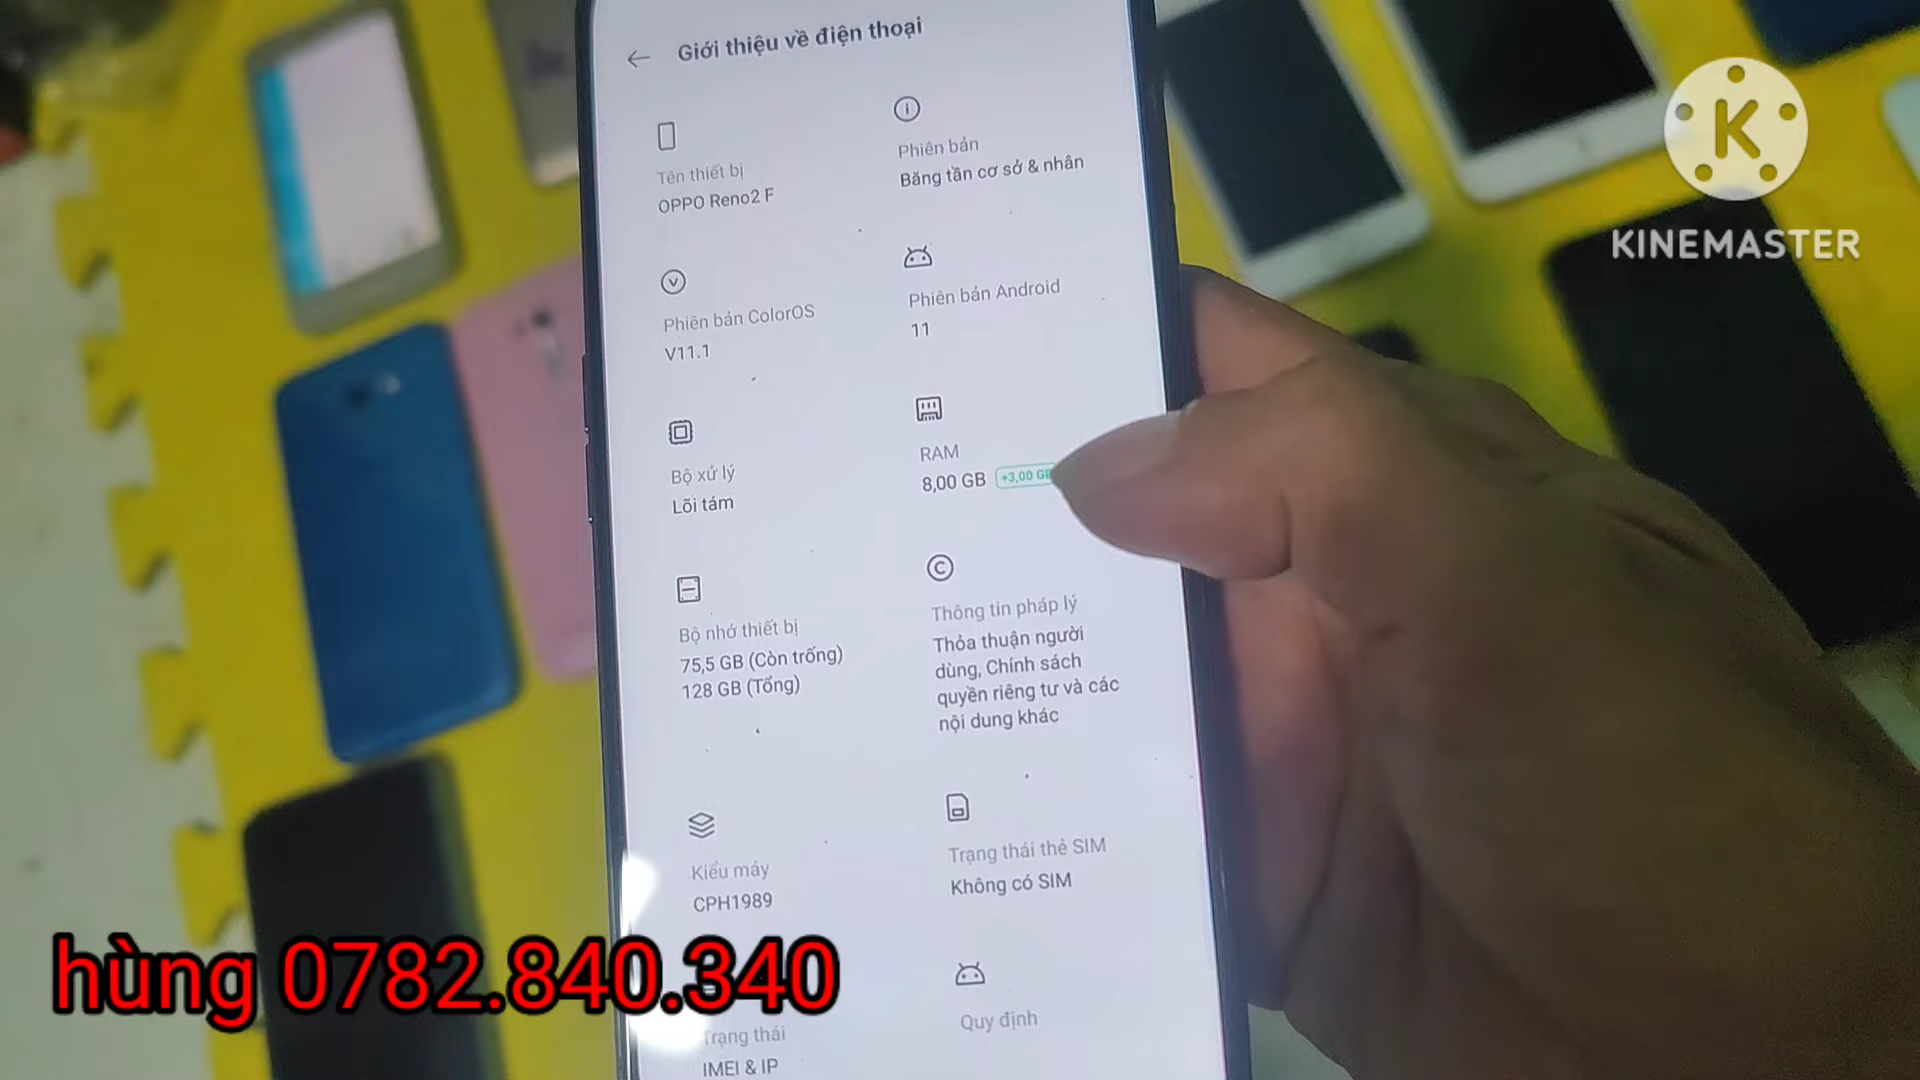 Giới thiệu về điện thoại
Tên thiết bị
OPPO Reno2 F
Phiên bản
Băng tần cơ sở & nhân
Phiên bản ColorOS
V11.1
Phiên bản Android
11
Bộ xử lý
Lõi tám
RAM
8,00 GB +3,00 GB
Bộ nhớ thiết bị
75,5 GB (Còn trống)
128 GB (Tổng)
Thông tin pháp lý
Thỏa thuận người
dùng, Chính sách
quyền riêng tư và các
nội dung khác
Kiểu máy
CPH1989
Trạng thái thẻ SIM
Không có SIM
Trạng thái
IMEI & IP
Quy định
hùng 0782.840.340
K
KINEMASTER